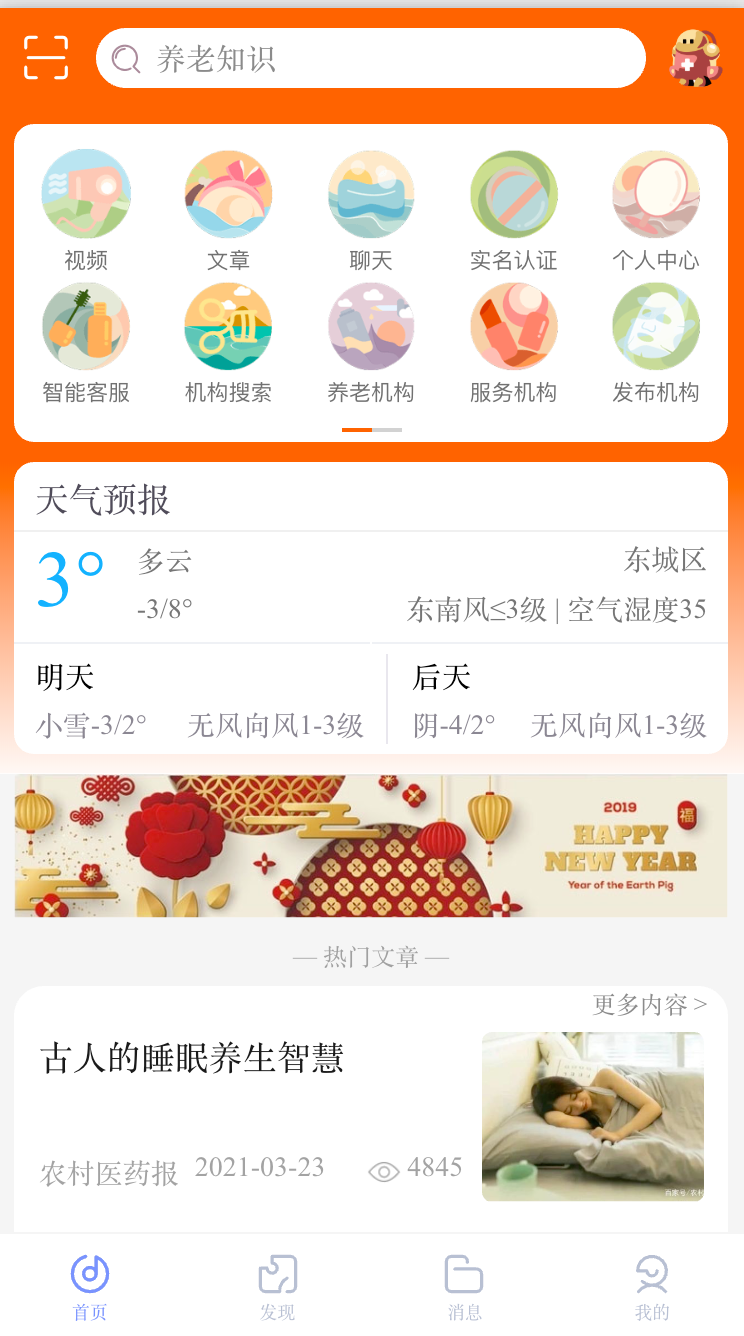 养老知识
视频 文章 聊天 实名认证 个人中心
智能客服 机构搜索 养老机构 服务机构 发布机构
天气预报
3° 多云 东城区
-3/8° 东南风≤3级 | 空气湿度35
明天 后天
小雪-3/2° 无风向风1-3级 阴-4/2° 无风向风1-3级
2019 福
HAPPY
NEW YEAR
Year of the Earth Pig
— 热门文章 —
更多内容 >
古人的睡眠养生智慧
农村医药报 2021-03-23 4845
首页 发现 消息 我的